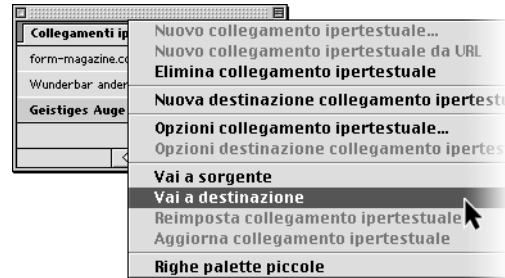 Collegamenti ip
form-magazine.co
Wunderbar ander
Geistiges Auge
Nuovo collegamento ipertestuale...
Nuovo collegamento ipertestuale da URL
Elimina collegamento ipertestuale
Nuova destinazione collegamento ipertestu
Opzioni collegamento ipertestuale...
Opzioni destinazione collegamento ipertes
Vai a sorgente
Vai a destinazione
Reimposta collegamento ipertestuale
Aggiorna collegamento ipertestuale
Righe palette piccole